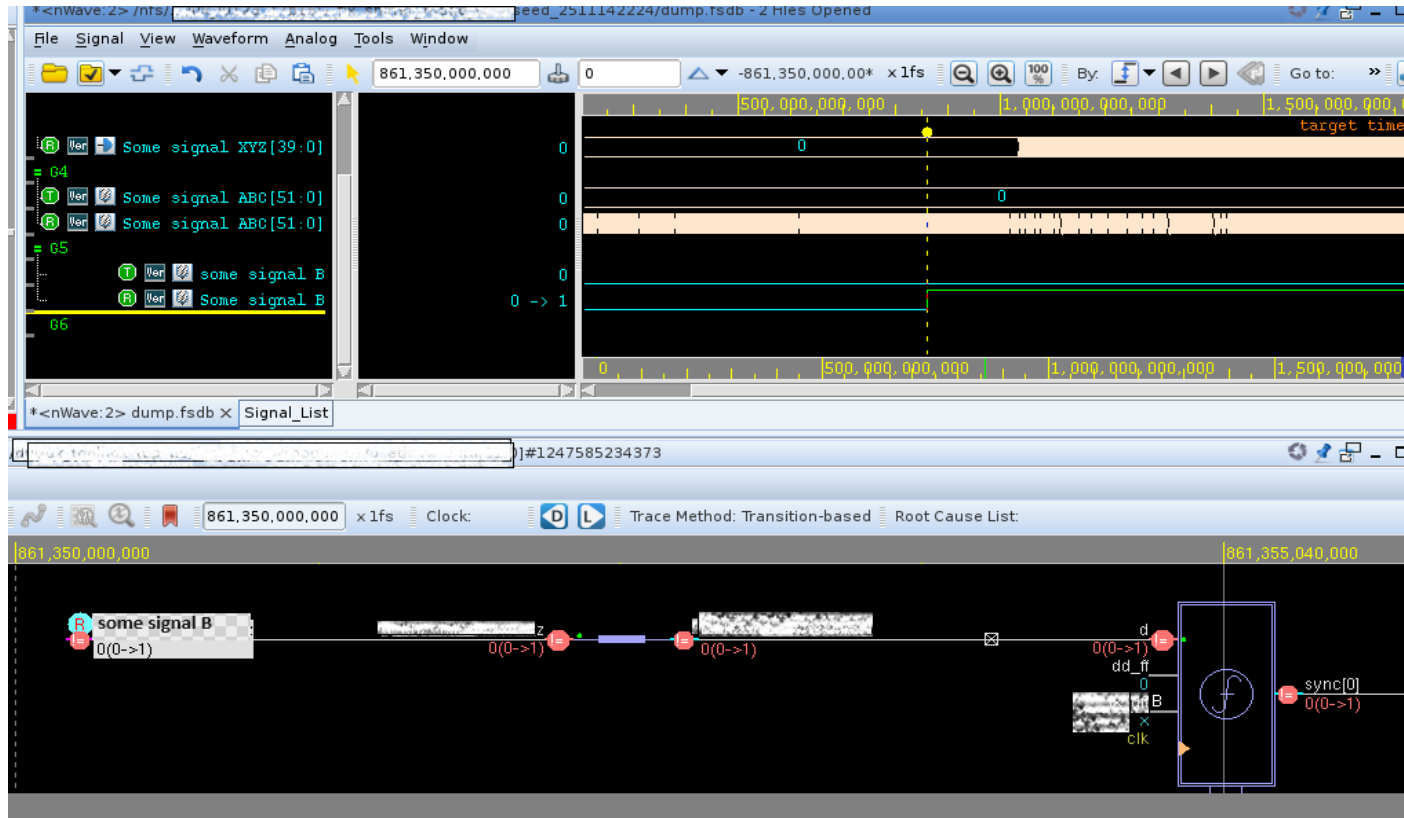 *<nWave:2> /nfs/ seed_2511142224/dump.fsdb - 2 Files Opened
File Signal View Waveform Analog Tools Window
861,350,000,000 0 -861,350,000,00* x 1fs 100 % By: Go to: »
500,000,000,000 1,000,000,000,000 1,500,000,000,
target time
R Ver Some signal XYZ[39:0] 0 0
= G4
T Ver Some signal ABC[51:0] 0 0
R Ver Some signal ABC[51:0] 0
= G5
T Ver some signal B 0
R Ver Some signal B 0 -> 1
G6
0 500,000,000,000 1,000,000,000,000 1,500,000,000
*<nWave:2> dump.fsdb × Signal_List
0]#1247585234373
861,350,000,000 x 1fs Clock: D L Trace Method: Transition-based Root Cause List:
861,350,000,000 861,355,040,000
R some signal B z d
!= 0(0->1) 0(0->1) != != 0(0->1) 0(0->1) !=
dd_ff
0 sync[0]
B f != 0(0->1)
x
clk